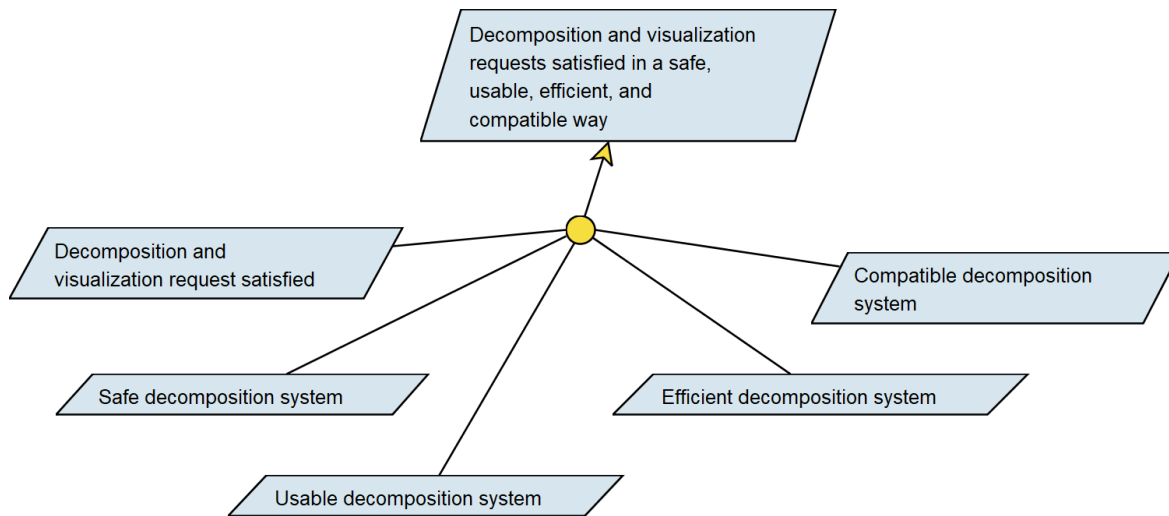 Decomposition and visualization
requests satisfied in a safe,
usable, efficient, and
compatible way
Decomposition and
visualization request satisfied
Compatible decomposition
system
Safe decomposition system
Efficient decomposition system
Usable decomposition system